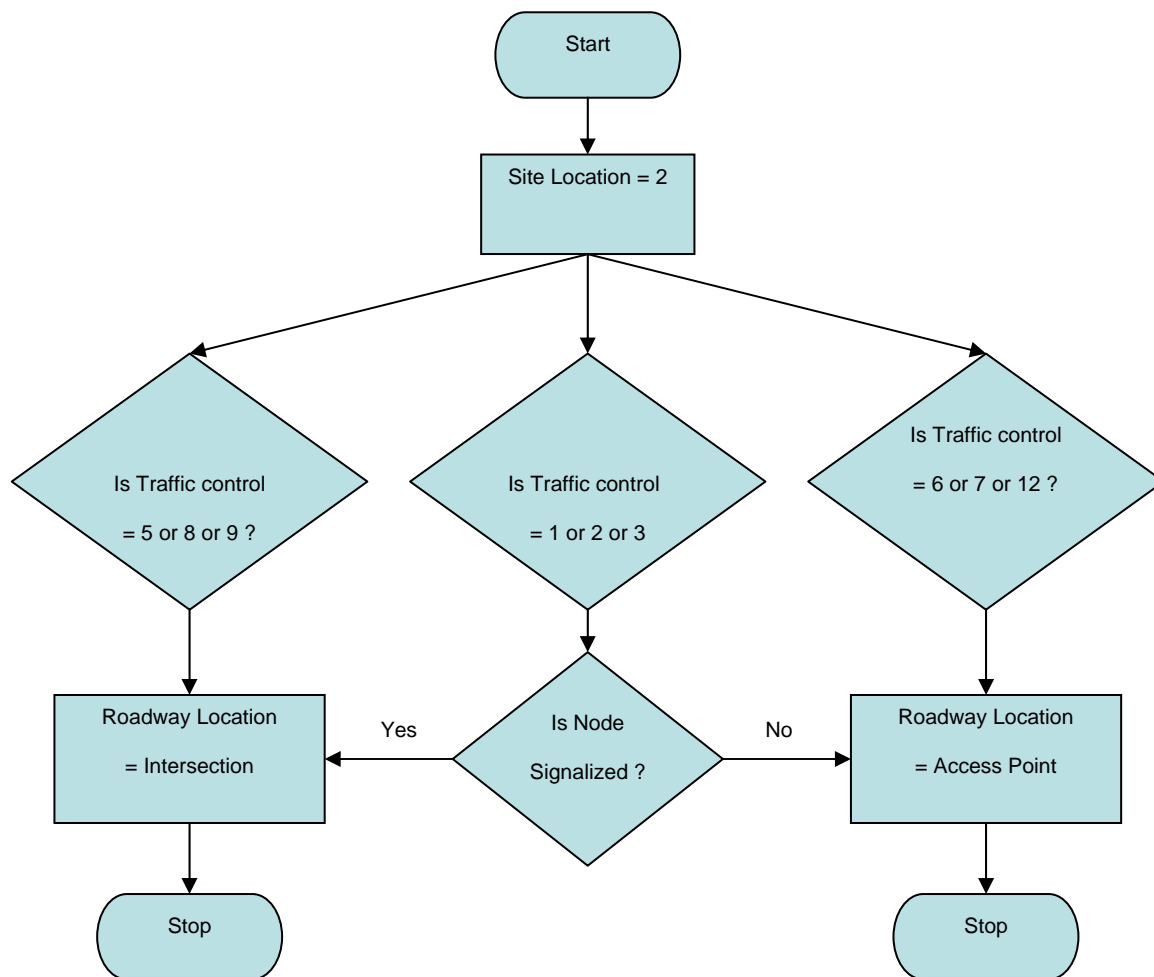 Start
Site Location = 2
Is Traffic control
= 5 or 8 or 9 ?
Is Traffic control
= 1 or 2 or 3
Is Traffic control
= 6 or 7 or 12 ?
Roadway Location
= Intersection
Yes
Is Node
Signalized ?
No
Roadway Location
= Access Point
Stop
Stop